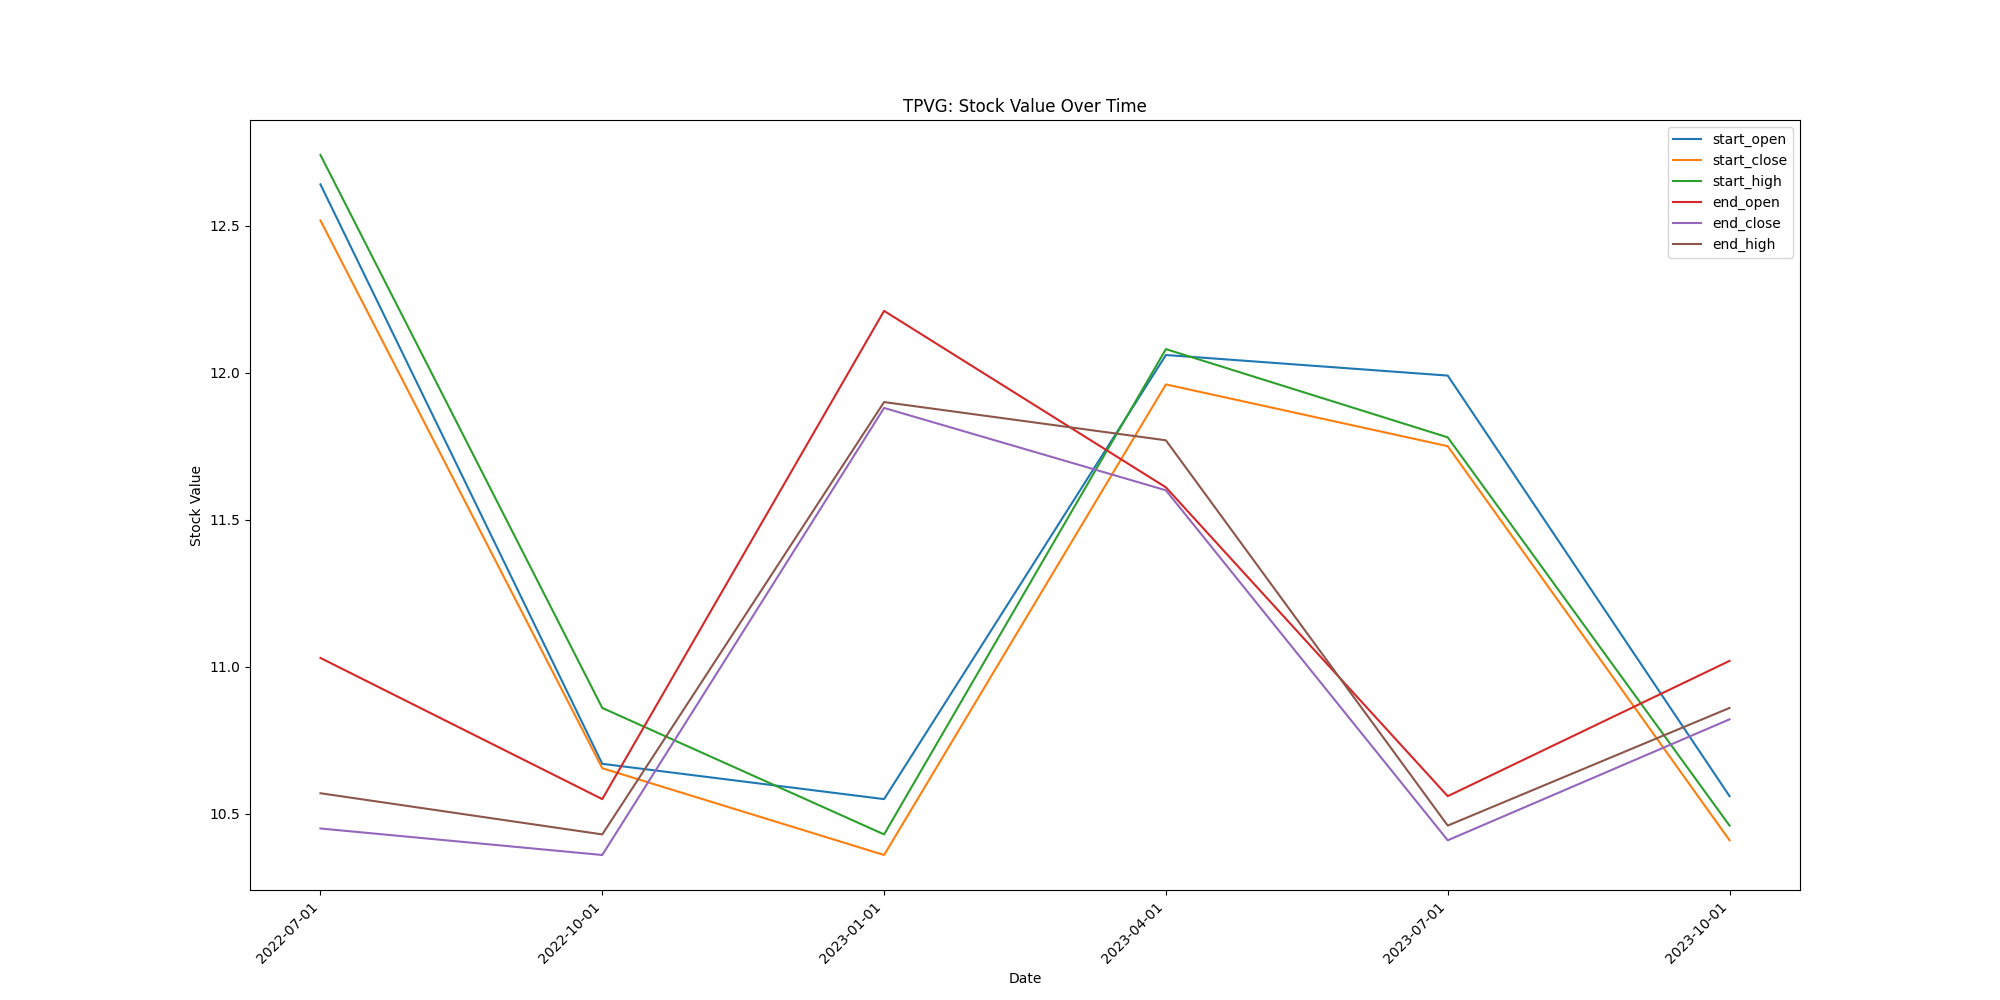 TPVG: Stock Value Over Time
start_open
start_close
start_high
end_open
end_close
end_high
Stock Value
12.5
12.0
11.5
11.0
10.5
2022-07-01
2022-10-01
2023-01-01
2023-04-01
2023-07-01
2023-10-01
Date